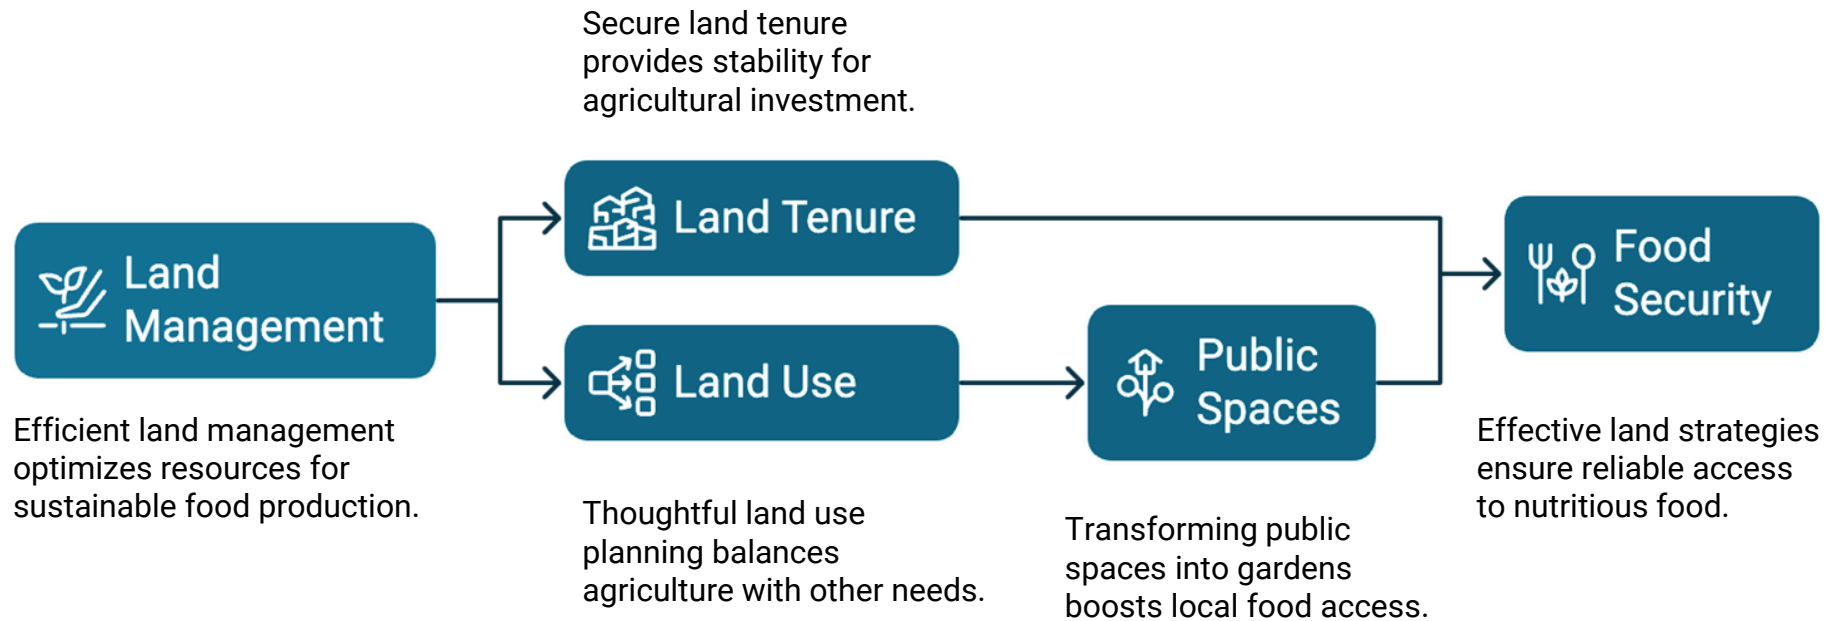 Secure land tenure
provides stability for
agricultural investment.
Land Tenure
Land
Management
Efficient land management
optimizes resources for
sustainable food production.
Land Use
Thoughtful land use
planning balances
agriculture with other needs.
Public
Spaces
Transforming public
spaces into gardens
boosts local food access.
Food
Security
Effective land strategies
ensure reliable access
to nutritious food.